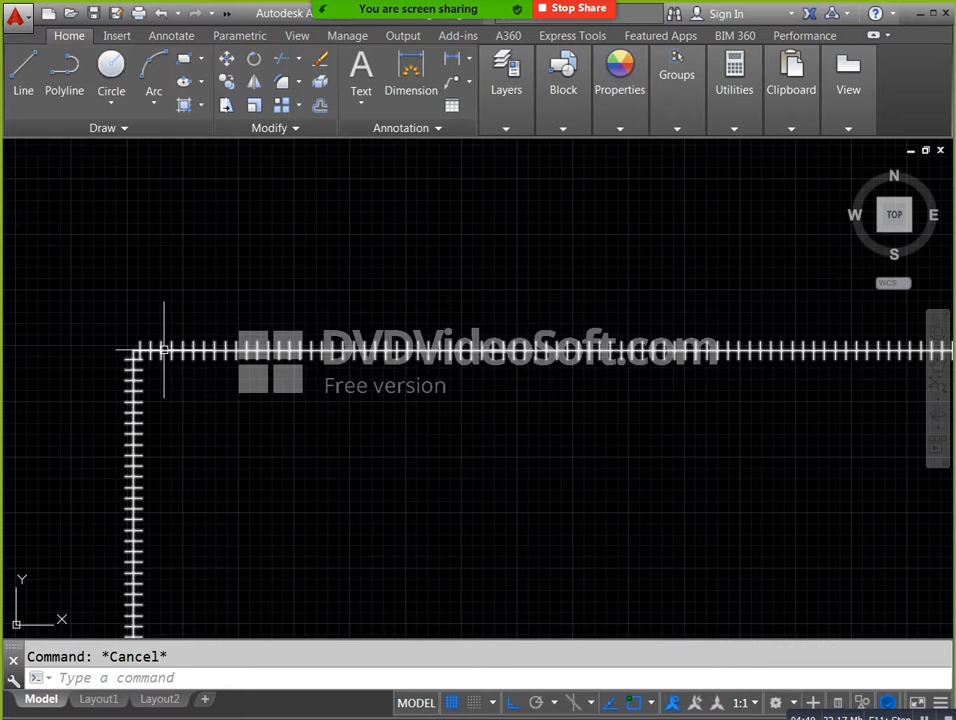 You are screen sharing
Stop Share
Autodesk A
Sign In
Home Insert Annotate Parametric View Manage Output Add-ins A360 Express Tools Featured Apps BIM 360 Performance
Line Polyline Circle Arc Text Dimension Layers Block Properties Groups Utilities Clipboard View
Draw Modify Annotation
N
W TOP E
S
WCS
DVDVideoSoft.com
Free version
Y
X
Command: *Cancel*
Type a command
Model Layout1 Layout2 + MODEL 1:1